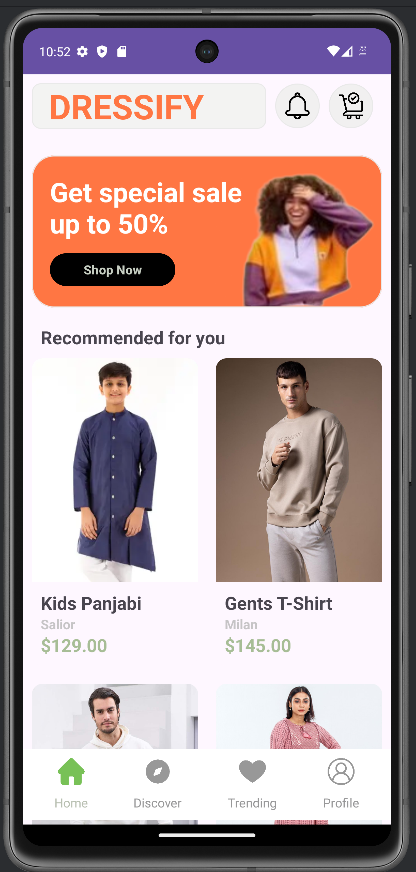 10:52
DRESSIFY
Get special sale
up to 50%
Shop Now
Recommended for you
Kids Panjabi
Gents T-Shirt
Salior
Milan
$129.00
$145.00
Home
Discover
Trending
Profile